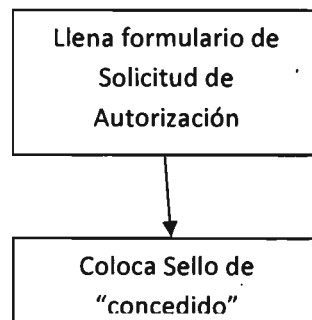 Llena formulario de
Solicitud de
Autorización
Coloca Sello de
“concedido”